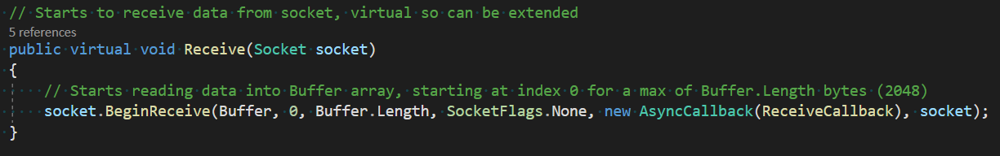 // Starts to receive data from socket, virtual so can be extended
5 references
public virtual void Receive(Socket socket)
{
// Starts reading data into Buffer array, starting at index 0 for a max of Buffer.Length bytes (2048)
socket.BeginReceive(Buffer, 0, Buffer.Length, SocketFlags.None, new AsyncCallback(ReceiveCallback), socket);
}